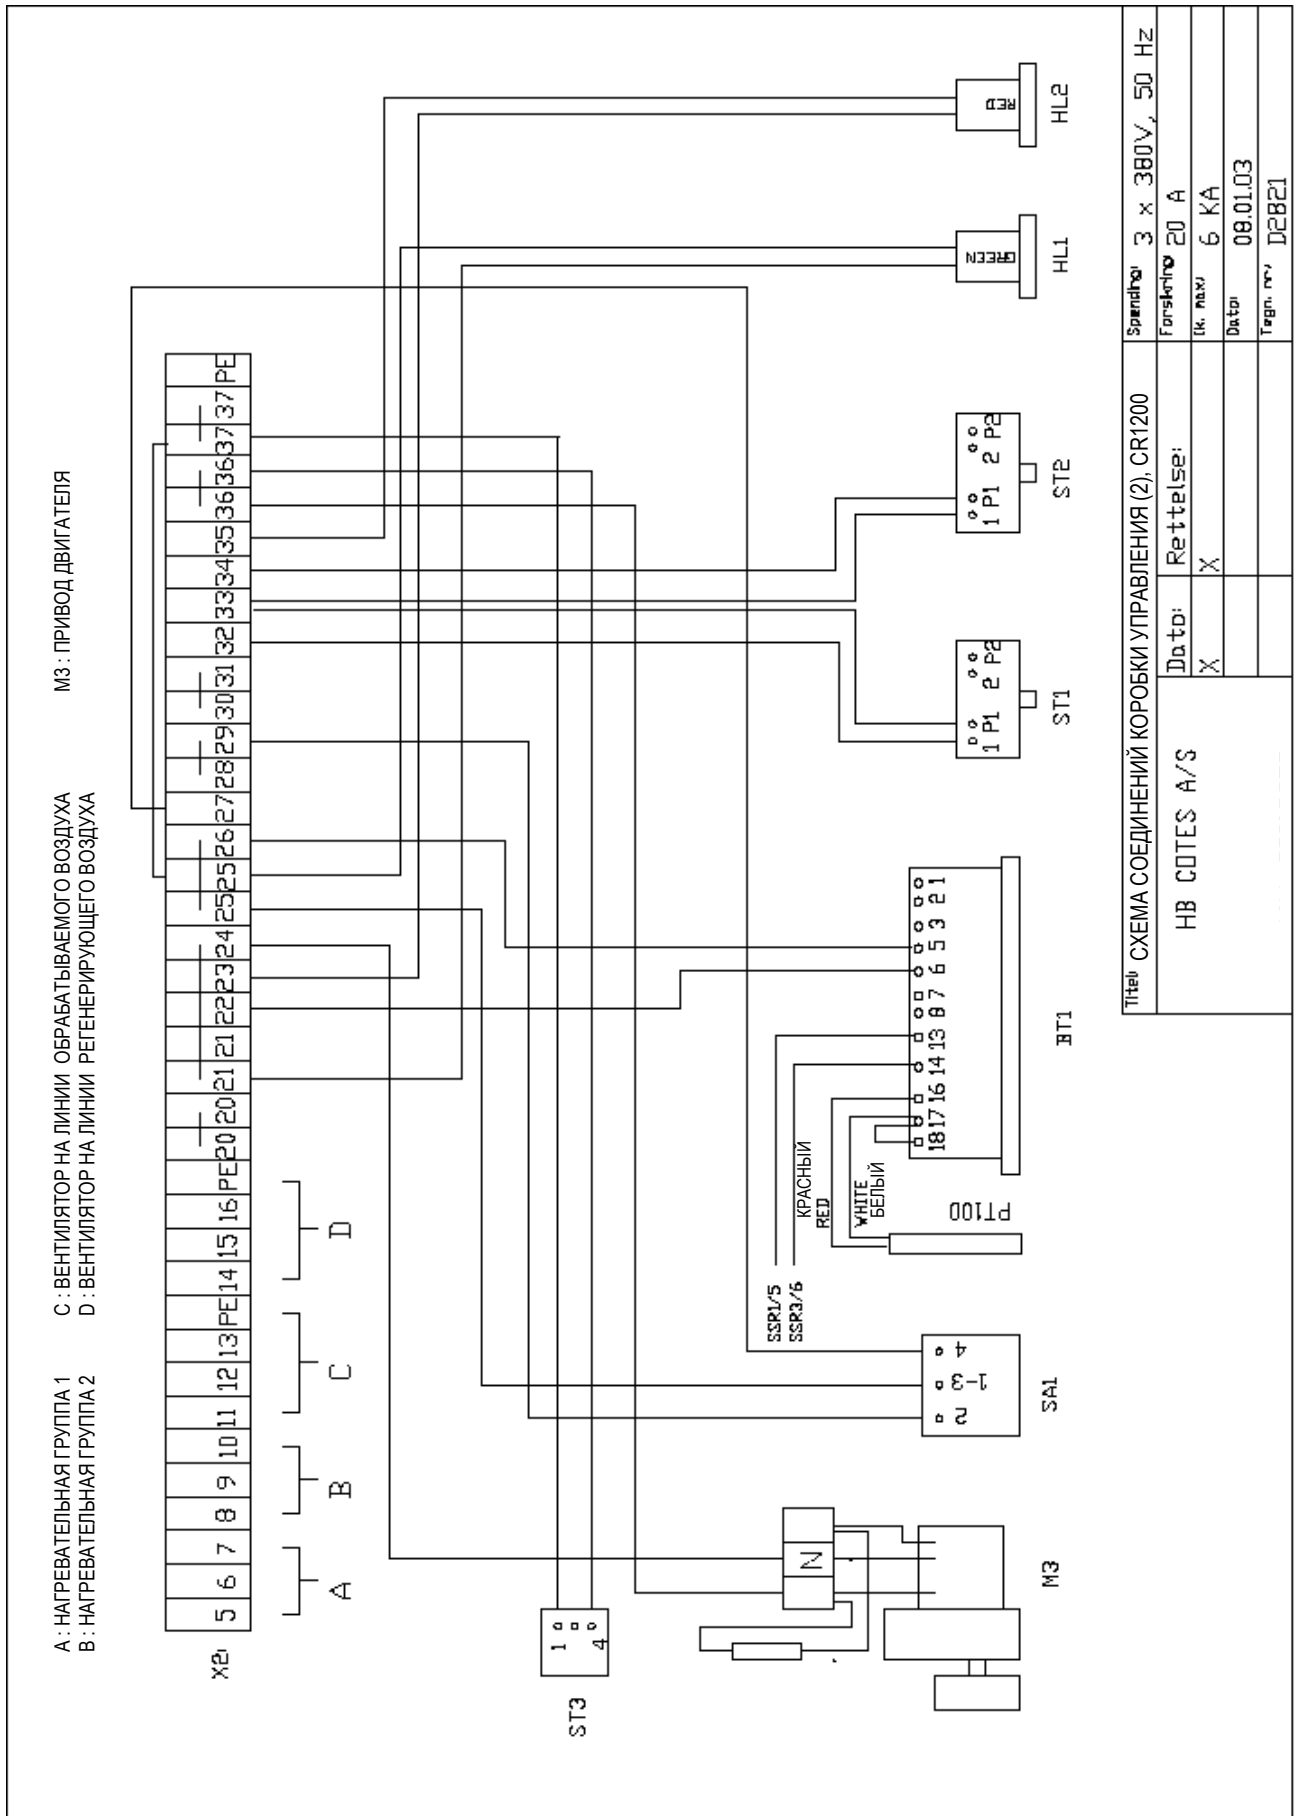 А : НАГРЕВАТЕЛЬНАЯ ГРУППА 1
В : НАГРЕВАТЕЛЬНАЯ ГРУППА 2
С : ВЕНТИЛЯТОР НА ЛИНИИ ОБРАБАТЫВАЕМОГО ВОЗДУХА
D : ВЕНТИЛЯТОР НА ЛИНИИ РЕГЕНЕРИРУЮЩЕГО ВОЗДУХА
М3 : ПРИВОД ДВИГАТЕЛЯ
X2: 5 6 7 8 9 10 11 12 13 PE 14 15 16 PE 20 20 21 21 22 23 24 25 25 26 27 28 29 30 31 32 33 34 35 36 36 37 37 PE
A B C D
ST3
1
4
N
M3
SA1
2 1-3 4
SSR1/5
SSR3/6
КРАСНЫЙ
RED
WHITE
БЕЛЫЙ
PT100
18 17 16 14 13 8 7 6 5 3 2 1
BT1
1 P1 2 P2
ST1
1 P1 2 P2
ST2
GREEN
HL1
RED
HL2
Titel: СХЕМА СОЕДИНЕНИЙ КОРОБКИ УПРАВЛЕНИЯ (2), CR1200
Spænding: 3 x 380V, 50 Hz
HB COTES A/S
Dato: Rettelse:
X X
Forsikring: 20 A
Ik. max/ 6 KA
Dato: 08.01.03
Tegn. nr/ D2821